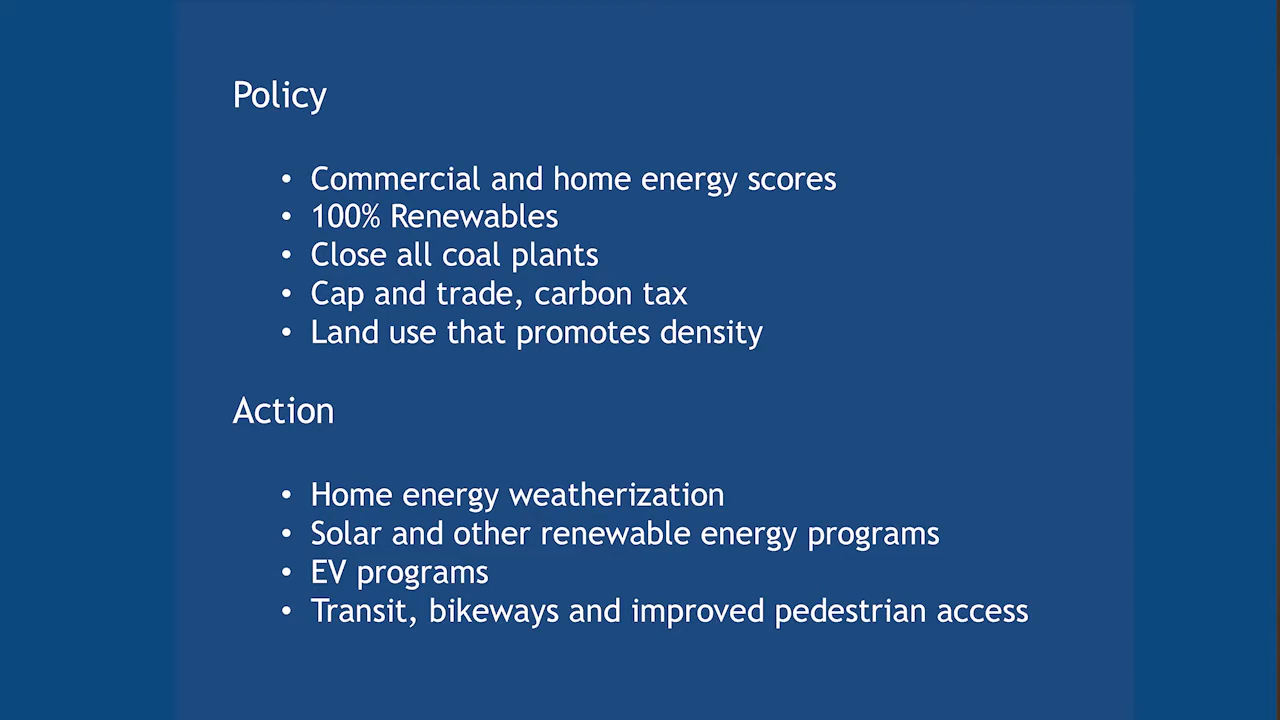 Policy
• Commercial and home energy scores
• 100% Renewables
• Close all coal plants
• Cap and trade, carbon tax
• Land use that promotes density
Action
• Home energy weatherization
• Solar and other renewable energy programs
• EV programs
• Transit, bikeways and improved pedestrian access